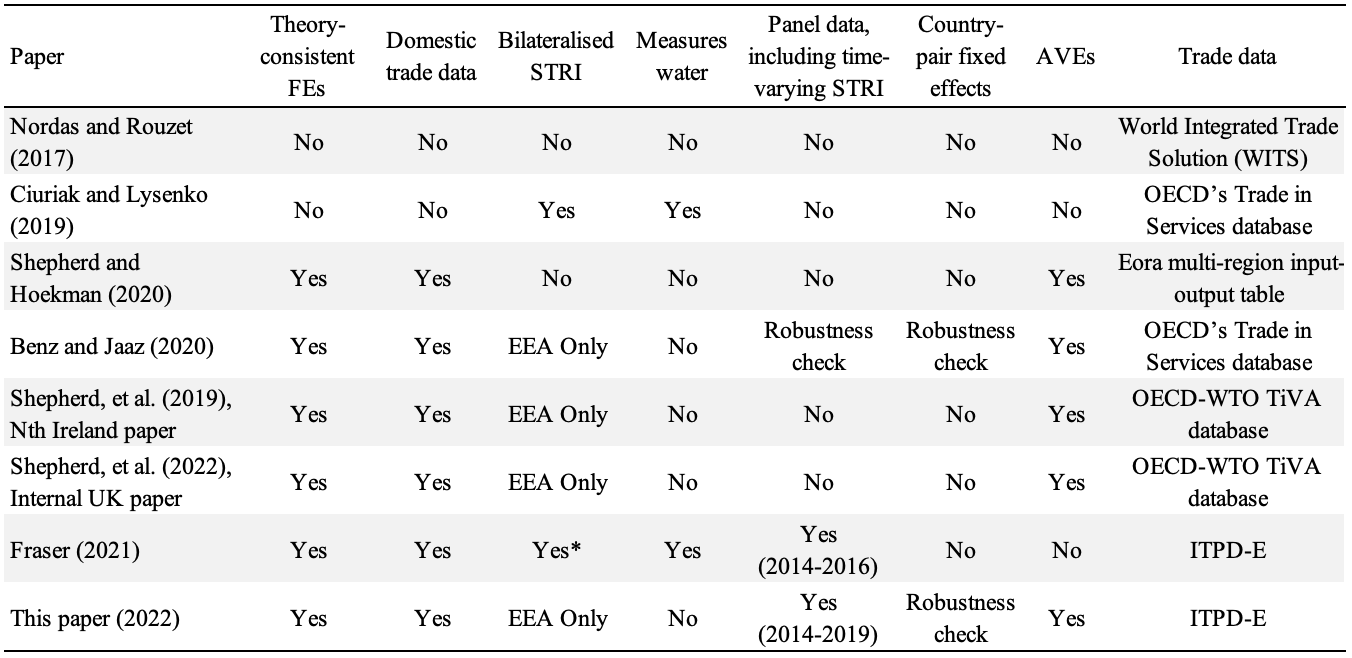 Paper Theory-consistent FEs Domestic trade data Bilateralised STRI Measures water Panel data, including time-varying STRI Country-pair fixed effects AVEs Trade data
Nordas and Rouzet (2017) No No No No No No No World Integrated Trade Solution (WITS)
Ciuriak and Lysenko (2019) No No Yes Yes No No No OECD’s Trade in Services database
Shepherd and Hoekman (2020) Yes Yes No No No No Yes Eora multi-region input-output table
Benz and Jaaz (2020) Yes Yes EEA Only No Robustness check Robustness check Yes OECD’s Trade in Services database
Shepherd, et al. (2019), Nth Ireland paper Yes Yes EEA Only No No No Yes OECD-WTO TiVA database
Shepherd, et al. (2022), Internal UK paper Yes Yes EEA Only No No No Yes OECD-WTO TiVA database
Fraser (2021) Yes Yes Yes* Yes Yes (2014-2016) No No ITPD-E
This paper (2022) Yes Yes EEA Only No Yes (2014-2019) Robustness check Yes ITPD-E